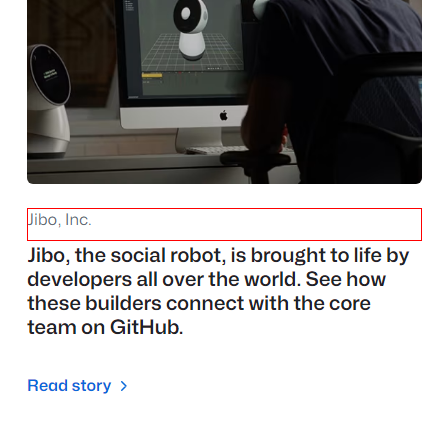 Jibo, Inc.
Jibo, the social robot, is brought to life by
developers all over the world. See how
these builders connect with the core
team on GitHub.
Read story